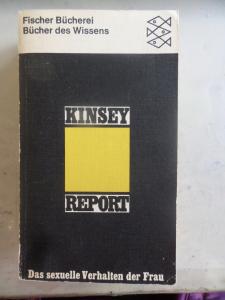 Fischer Bücherei
Bücher des Wissens
KINSEY
REPORT
Das sexuelle Verhalten der Frau